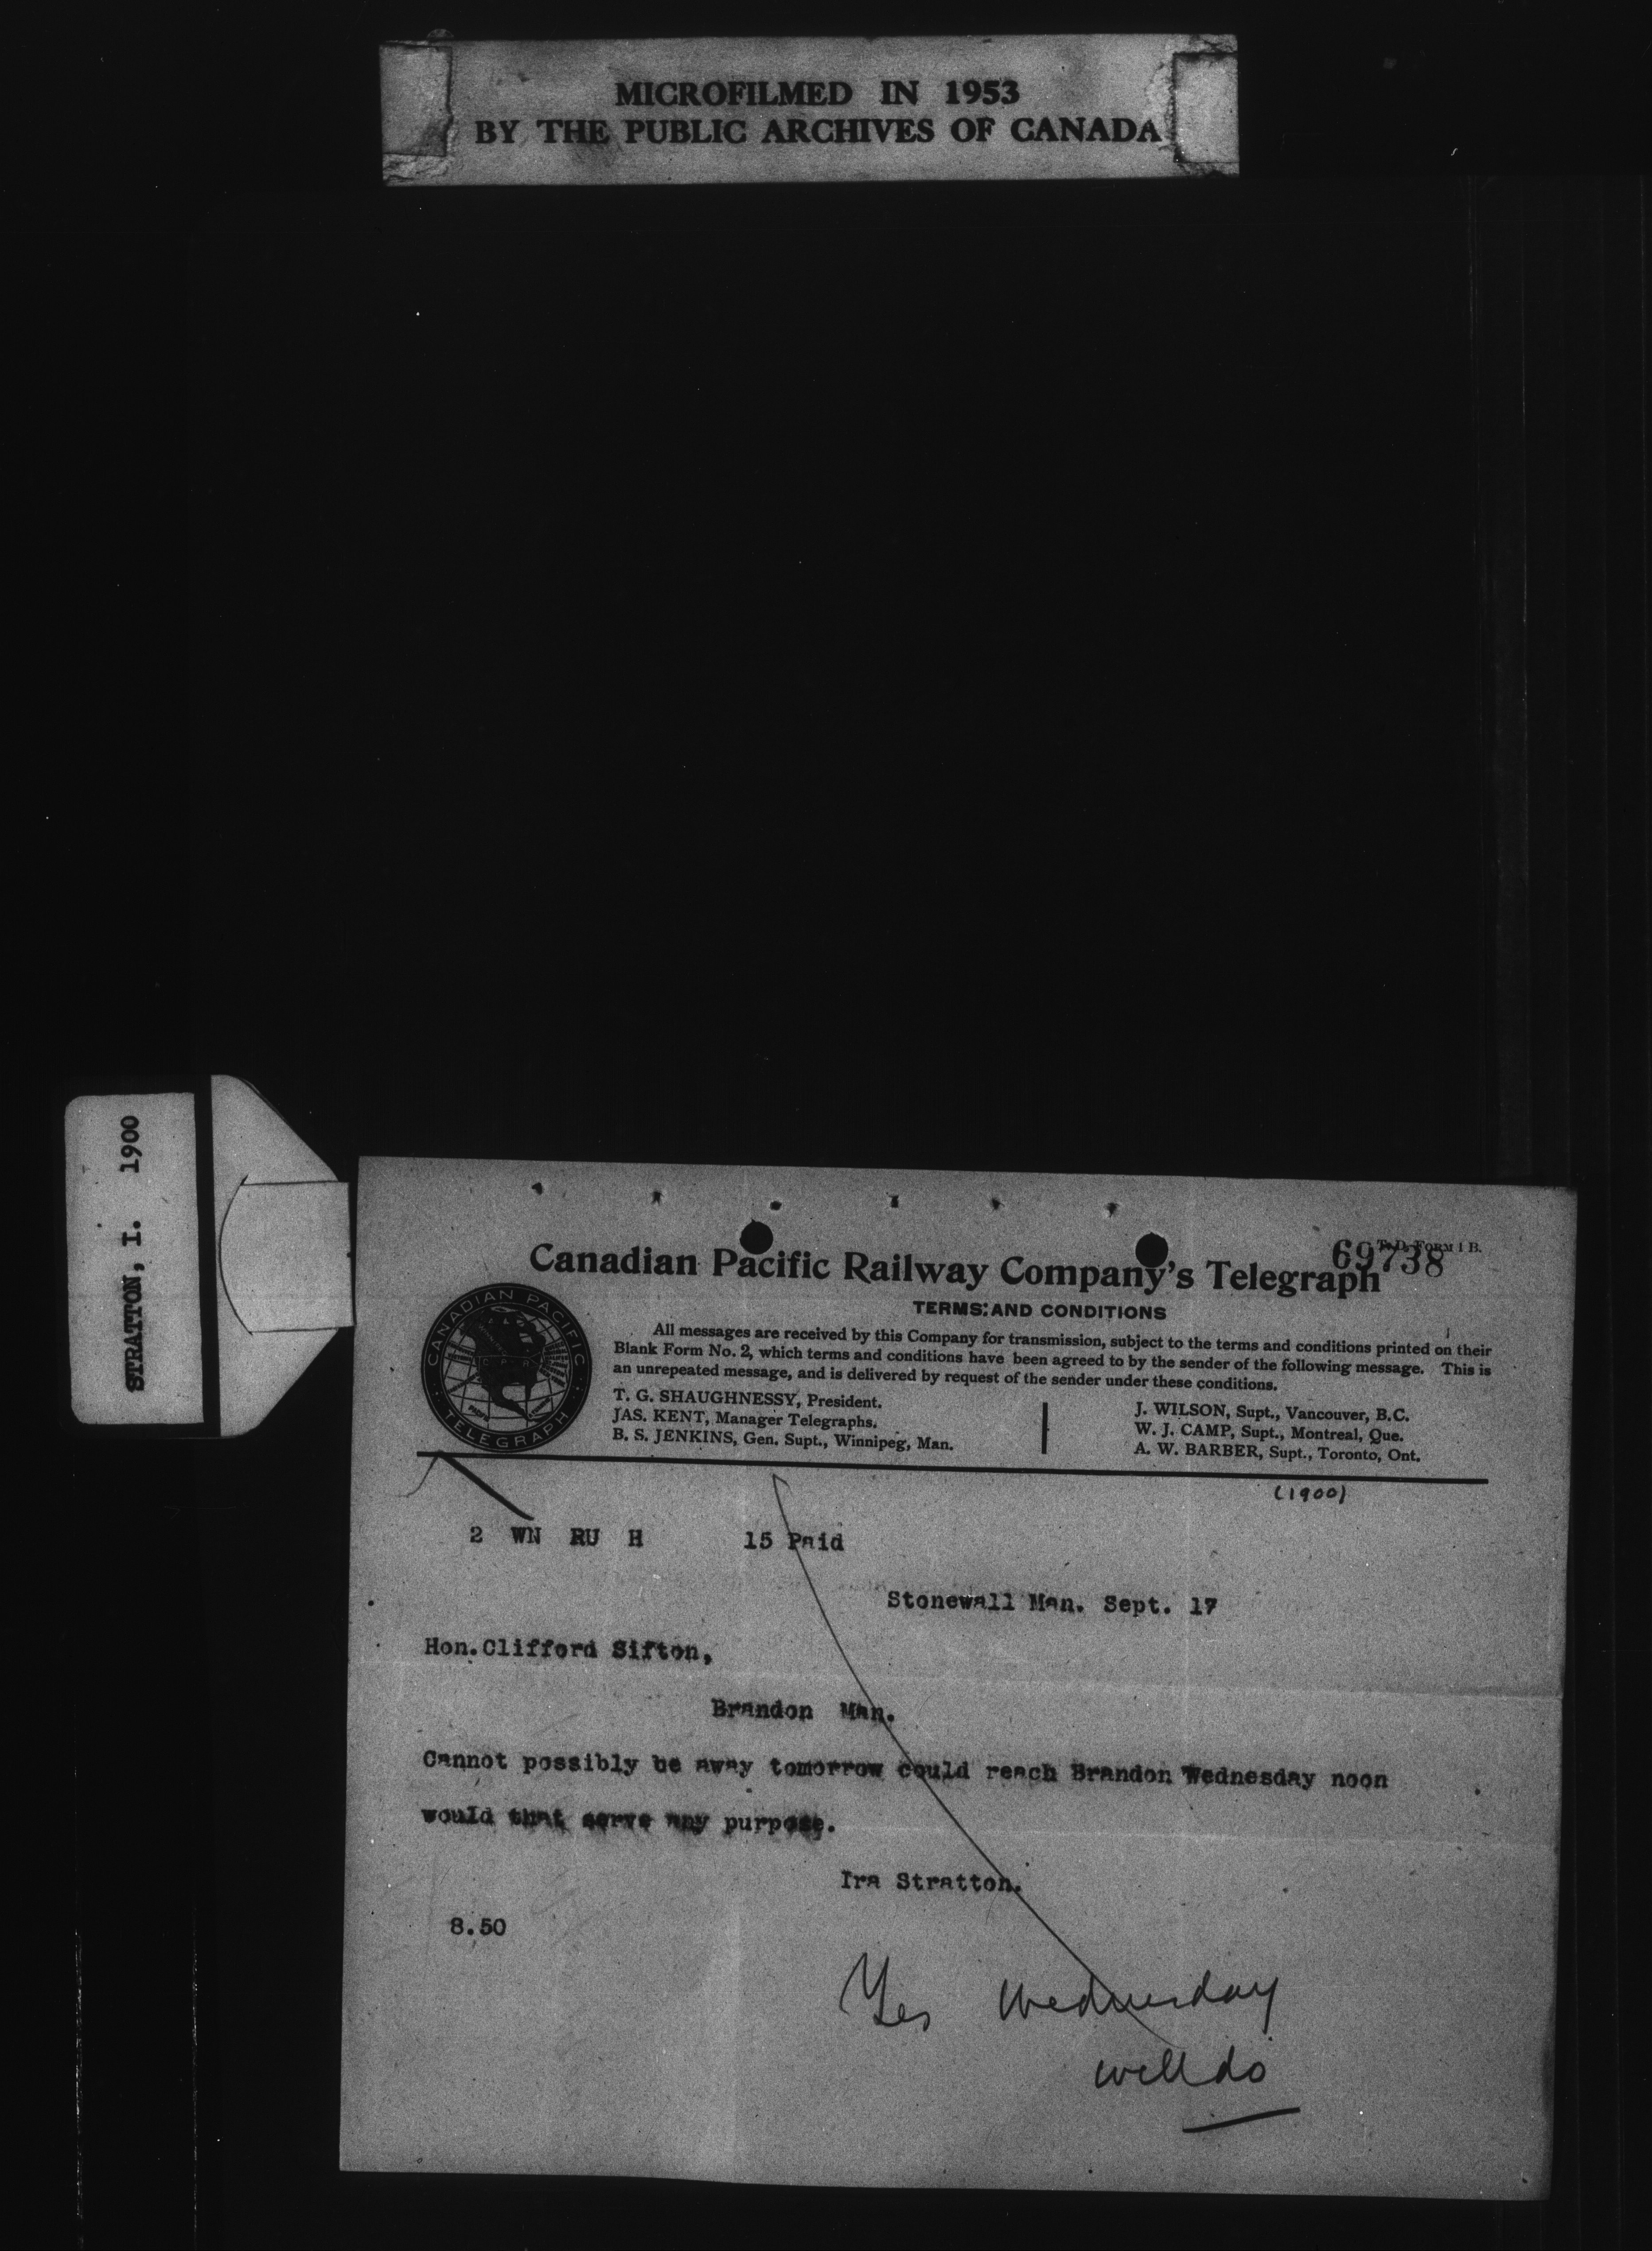 MICROFILMED IN 1953
BY THE PUBLIC ARCHIVES OF CANADA
STRATTON, I. 1900
69738
T. D. FORM 1 B.
Canadian Pacific Railway Company's Telegraph
TERMS AND CONDITIONS
CANADIAN PACIFIC
TELEGRAPH
All messages are received by this Company for transmission, subject to the terms and conditions printed on their
Blank Form No. 2, which terms and conditions have been agreed to by the sender of the following message. This is
an unrepeated message, and is delivered by request of the sender under these conditions.
T. G. SHAUGHNESSY, President.
JAS. KENT, Manager Telegraphs.
B. S. JENKINS, Gen. Supt., Winnipeg, Man.
J. WILSON, Supt., Vancouver, B.C.
W. J. CAMP, Supt., Montreal, Que.
A. W. BARBER, Supt., Toronto, Ont.
(1900)
2 WN RU H 15 Paid
Stonewall Man. Sept. 17
Hon.Clifford Sifton,
Brandon Man.
Cannot possibly be away tomorrow could reach Brandon Wednesday noon
would that serve any purpose.
Ira Stratton.
8.50
Yes Wednesday
will do